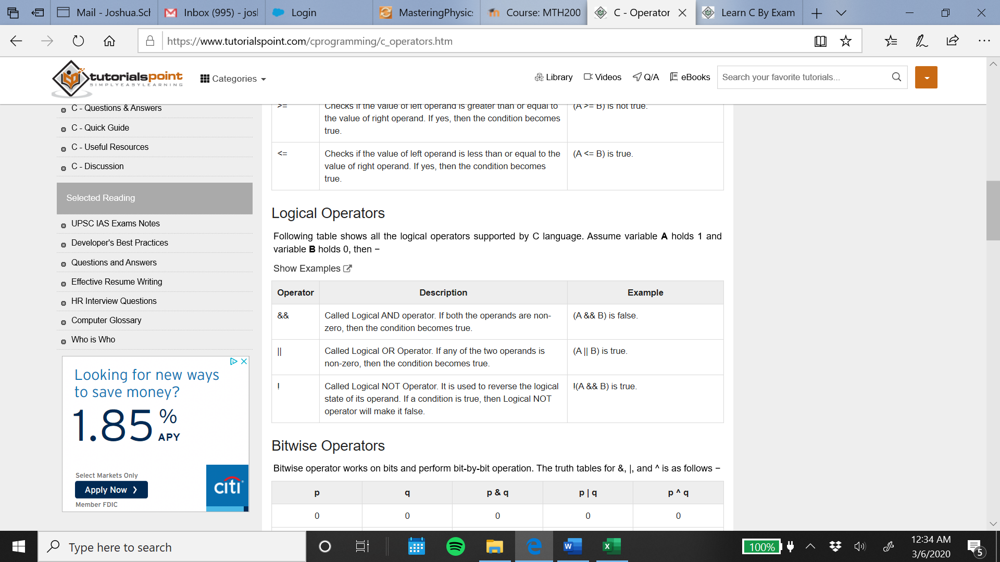 Mail - Joshua.Sch
Inbox (995) - josh
Login
MasteringPhysics
Course: MTH200
C - Operator
Learn C By Exam
https://www.tutorialspoint.com/cprogramming/c_operators.htm
tutorialspoint
SIMPLYEASYLEARNING
Categories
Library
Videos
Q/A
eBooks
Search your favorite tutorials...
C - Questions & Answers
C - Quick Guide
C - Useful Resources
C - Discussion
Selected Reading
UPSC IAS Exams Notes
Developer's Best Practices
Questions and Answers
Effective Resume Writing
HR Interview Questions
Computer Glossary
Who is Who
Looking for new ways
to save money?
1.85%
APY
Select Markets Only
Apply Now
Member FDIC
citi
>= Checks if the value of left operand is greater than or equal to (A >= B) is not true.
the value of right operand. If yes, then the condition becomes
true.
<= Checks if the value of left operand is less than or equal to the (A <= B) is true.
value of right operand. If yes, then the condition becomes
true.
Logical Operators
Following table shows all the logical operators supported by C language. Assume variable A holds 1 and
variable B holds 0, then −
Show Examples
Operator Description Example
&& Called Logical AND operator. If both the operands are non- (A && B) is false.
zero, then the condition becomes true.
|| Called Logical OR Operator. If any of the two operands is (A || B) is true.
non-zero, then the condition becomes true.
! Called Logical NOT Operator. It is used to reverse the logical !(A && B) is true.
state of its operand. If a condition is true, then Logical NOT
operator will make it false.
Bitwise Operators
Bitwise operator works on bits and perform bit-by-bit operation. The truth tables for &, |, and ^ is as follows −
p q p & q p | q p ^ q
0 0 0 0 0
Type here to search
100%
12:34 AM
3/6/2020
5